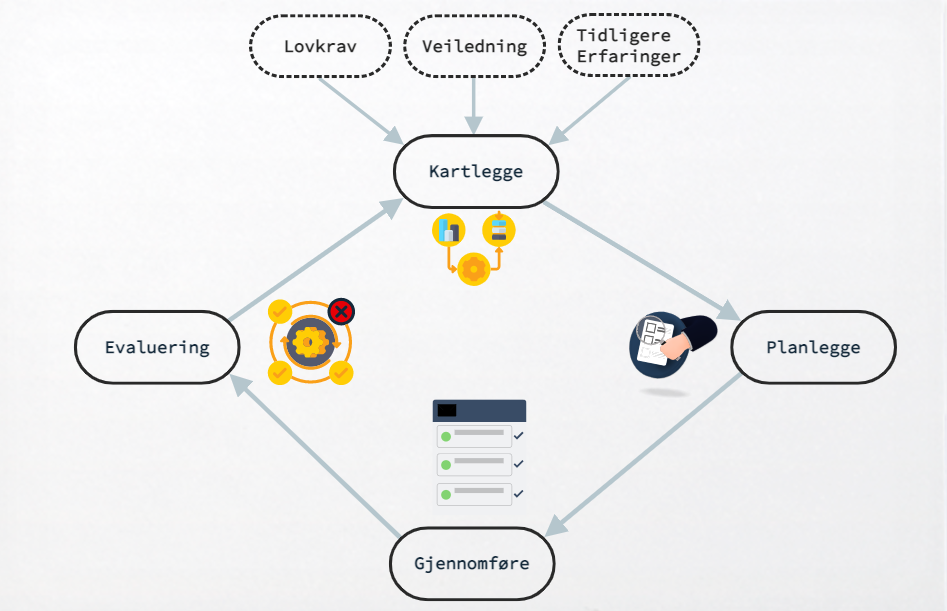 Lovkrav
Veiledning
Tidligere
Erfaringer
Kartlegge
Evaluering
Planlegge
Gjennomføre